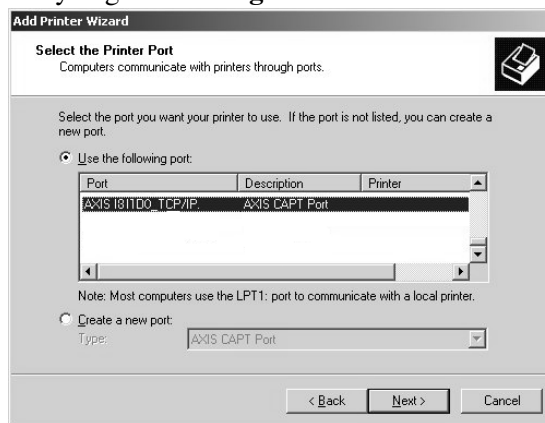 Add Printer Wizard
Select the Printer Port
Computers communicate with printers through ports.
Select the port you want your printer to use. If the port is not listed, you can create a
new port.
Use the following port:
Port Description Printer
AXIS CAPT Port
Note: Most computers use the LPT1: port to communicate with a local printer.
Create a new port:
Type: AXIS CAPT Port
< Back Next > Cancel